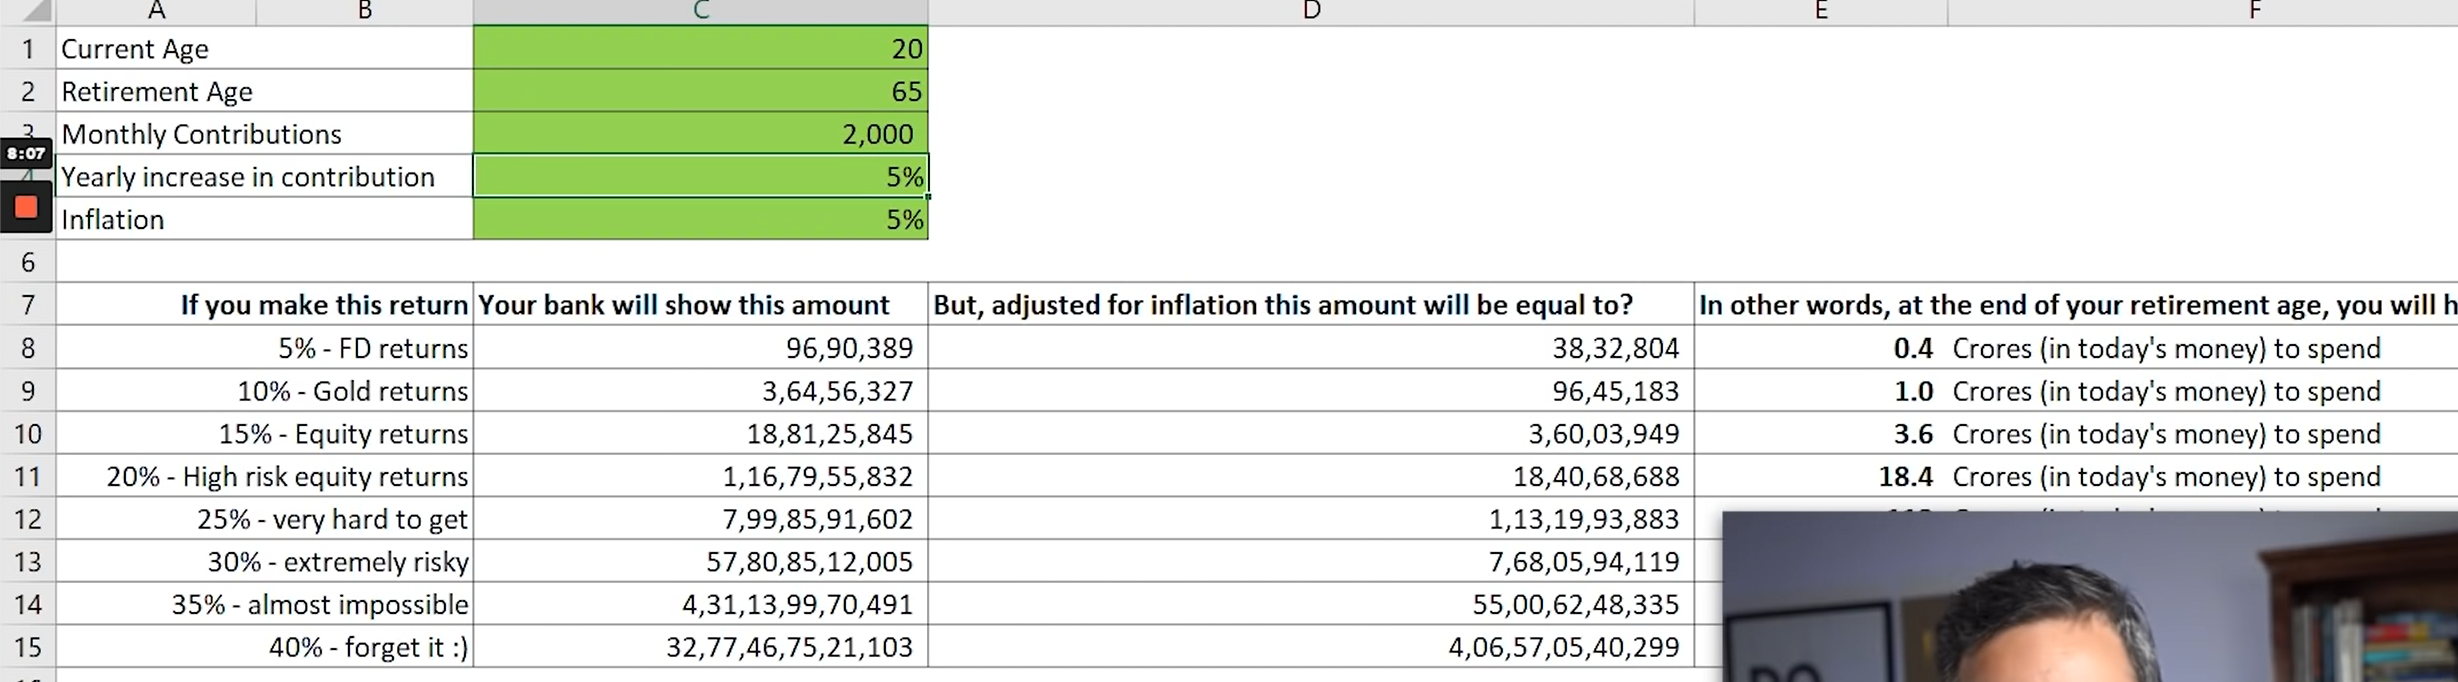 A B C D E F
1 Current Age 20
2 Retirement Age 65
3 Monthly Contributions 2,000
8:07
4 Yearly increase in contribution 5%
Inflation 5%
6
7 If you make this return Your bank will show this amount But, adjusted for inflation this amount will be equal to? In other words, at the end of your retirement age, you will h
8 5% - FD returns 96,90,389 38,32,804 0.4 Crores (in today's money) to spend
9 10% - Gold returns 3,64,56,327 96,45,183 1.0 Crores (in today's money) to spend
10 15% - Equity returns 18,81,25,845 3,60,03,949 3.6 Crores (in today's money) to spend
11 20% - High risk equity returns 1,16,79,55,832 18,40,68,688 18.4 Crores (in today's money) to spend
12 25% - very hard to get 7,99,85,91,602 1,13,19,93,883
13 30% - extremely risky 57,80,85,12,005 7,68,05,94,119
14 35% - almost impossible 4,31,13,99,70,491 55,00,62,48,335
15 40% - forget it :) 32,77,46,75,21,103 4,06,57,05,40,299
DO